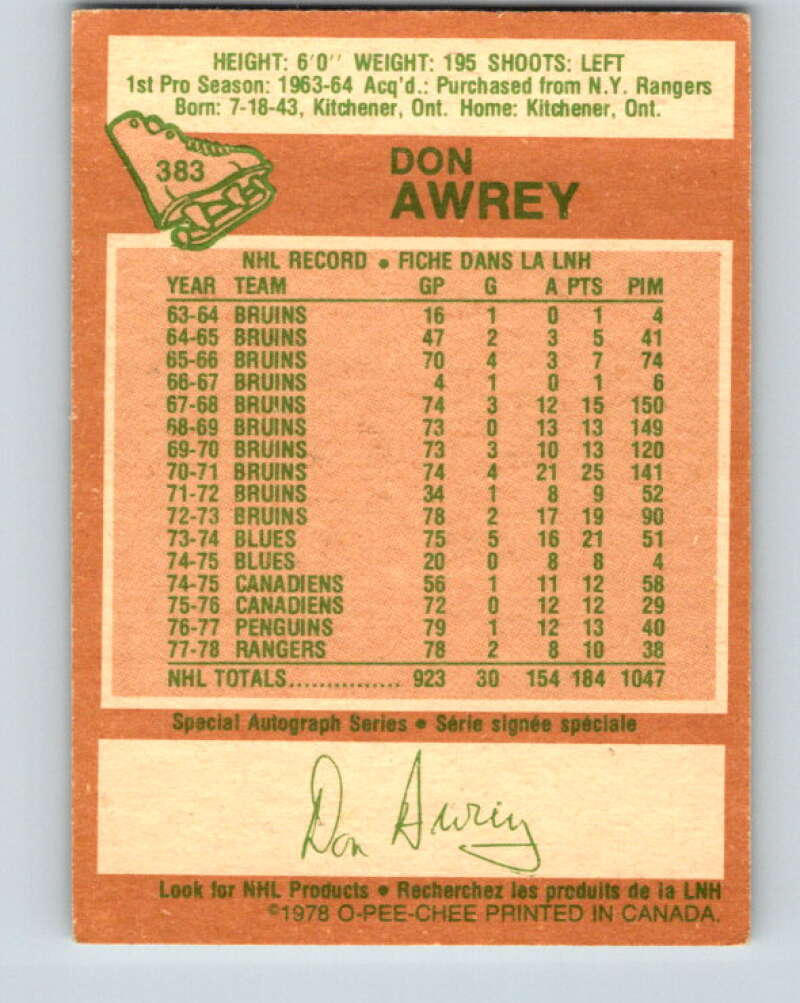 HEIGHT: 6'0'' WEIGHT: 195 SHOOTS: LEFT
1st Pro Season: 1963-64 Acq'd.: Purchased from N.Y. Rangers
Born: 7-18-43, Kitchener, Ont. Home: Kitchener, Ont.
383
DON
AWREY
NHL RECORD • FICHE DANS LA LNH
YEAR TEAM GP G A PTS PIM
63-64 BRUINS 16 1 0 1 4
64-65 BRUINS 47 2 3 5 41
65-66 BRUINS 70 4 3 7 74
66-67 BRUINS 4 1 0 1 6
67-68 BRUINS 74 3 12 15 150
68-69 BRUINS 73 0 13 13 149
69-70 BRUINS 73 3 10 13 120
70-71 BRUINS 74 4 21 25 141
71-72 BRUINS 34 1 8 9 52
72-73 BRUINS 78 2 17 19 90
73-74 BLUES 75 5 16 21 51
74-75 BLUES 20 0 8 8 4
74-75 CANADIENS 56 1 11 12 58
75-76 CANADIENS 72 0 12 12 29
76-77 PENGUINS 79 1 12 13 40
77-78 RANGERS 78 2 8 10 38
NHL TOTALS................ 923 30 154 184 1047
Special Autograph Series • Série signée spéciale
Don Awrey
Look for NHL Products • Recherchez les produits de la LNH
©1978 O-PEE-CHEE PRINTED IN CANADA.